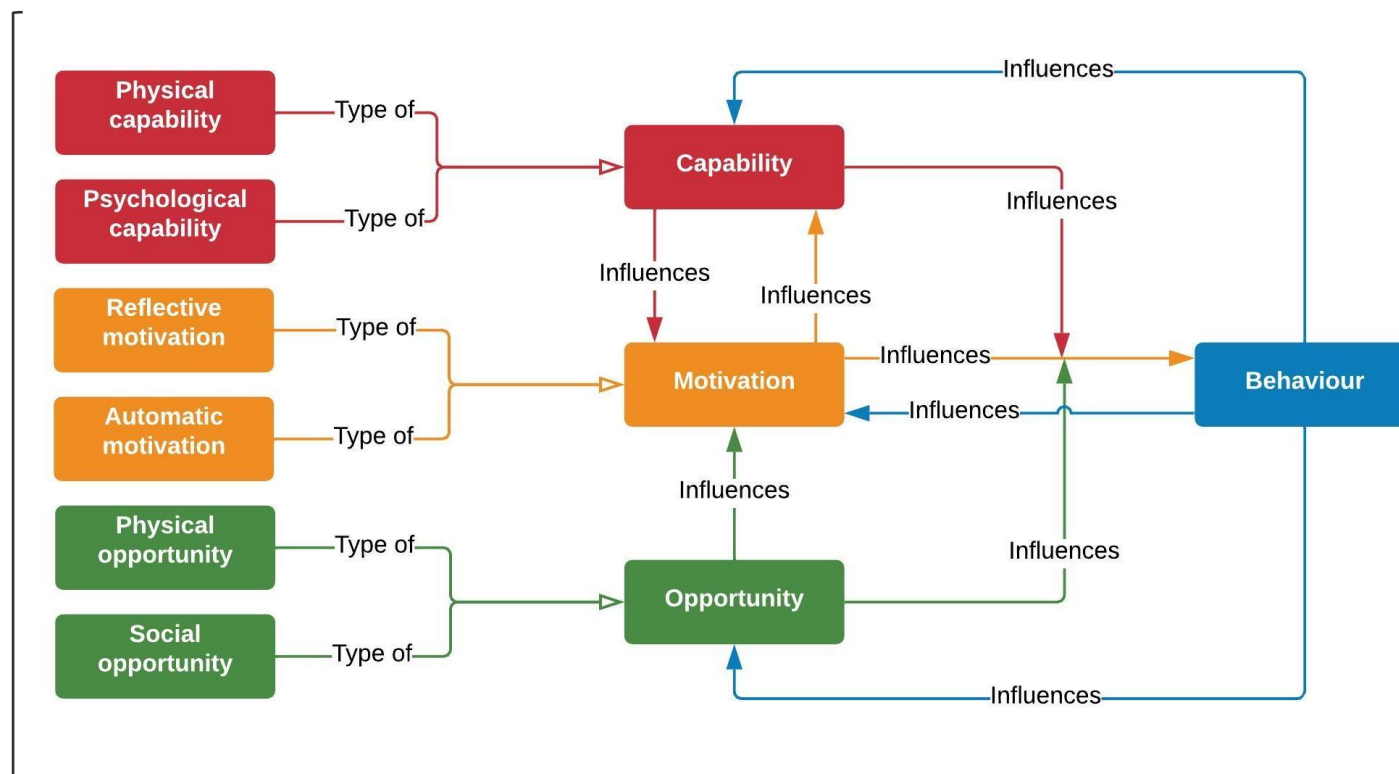 Influences
Physical
capability
Type of
Capability
Influences
Psychological
capability
Type of
Influences
Influences
Reflective
motivation
Type of
Influences
Motivation
Behaviour
Influences
Automatic
motivation
Type of
Influences
Physical
opportunity
Type of
Influences
Opportunity
Social
opportunity
Type of
Influences